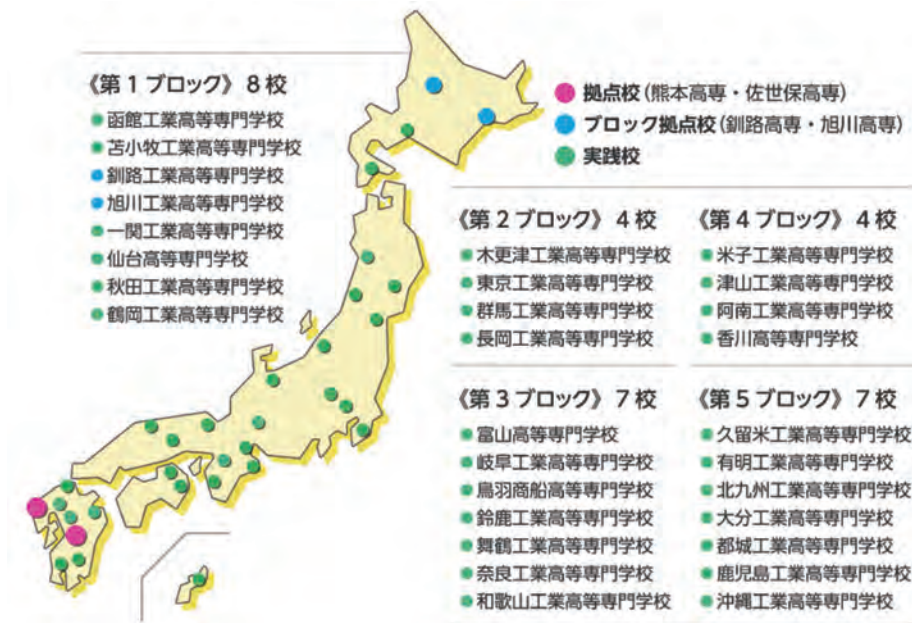 《第1ブロック》 8校
函館工業高等専門学校
苫小牧工業高等専門学校
釧路工業高等専門学校
旭川工業高等専門学校
一関工業高等専門学校
仙台高等専門学校
秋田工業高等専門学校
鶴岡工業高等専門学校
拠点校(熊本高専・佐世保高専)
ブロック拠点校(釧路高専・旭川高専)
実践校
《第2ブロック》 4校
木更津工業高等専門学校
東京工業高等専門学校
群馬工業高等専門学校
長岡工業高等専門学校
《第4ブロック》 4校
米子工業高等専門学校
津山工業高等専門学校
阿南工業高等専門学校
香川高等専門学校
《第3ブロック》 7校
富山高等専門学校
岐阜工業高等専門学校
鳥羽商船高等専門学校
鈴鹿工業高等専門学校
舞鶴工業高等専門学校
奈良工業高等専門学校
和歌山工業高等専門学校
《第5ブロック》 7校
久留米工業高等専門学校
有明工業高等専門学校
北九州工業高等専門学校
大分工業高等専門学校
都城工業高等専門学校
鹿児島工業高等専門学校
沖縄工業高等専門学校